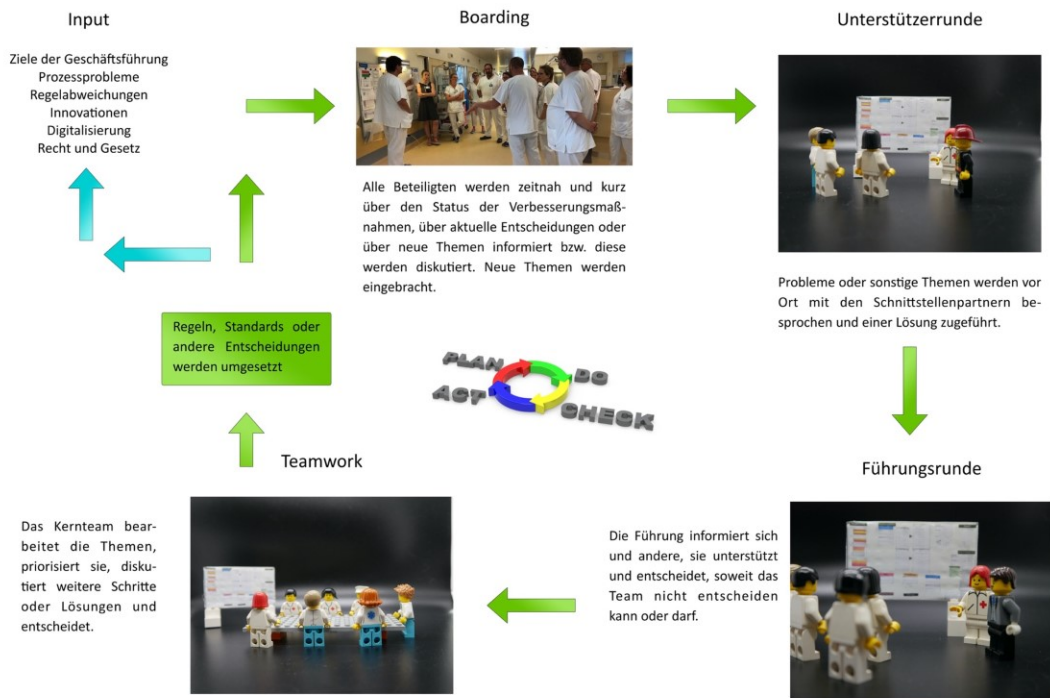 Input
Ziele der Geschäftsführung
Prozessprobleme
Regelabweichungen
Innovationen
Digitalisierung
Recht und Gesetz
Boarding
Alle Beteiligten werden zeitnah und kurz
über den Status der Verbesserungsmaß-
nahmen, über aktuelle Entscheidungen oder
über neue Themen informiert bzw. diese
werden diskutiert. Neue Themen werden
eingebracht.
Unterstützerrunde
Probleme oder sonstige Themen werden vor
Ort mit den Schnittstellenpartnern be-
sprochen und einer Lösung zugeführt.
Regeln, Standards oder
andere Entscheidungen
werden umgesetzt
PLAN
DO
ACT
CHECK
Führungsrunde
Die Führung informiert sich
und andere, sie unterstützt
und entscheidet, soweit das
Team nicht entscheiden
kann oder darf.
Teamwork
Das Kernteam bear-
beitet die Themen,
priorisiert sie, disku-
tiert weitere Schritte
oder Lösungen und
entscheidet.